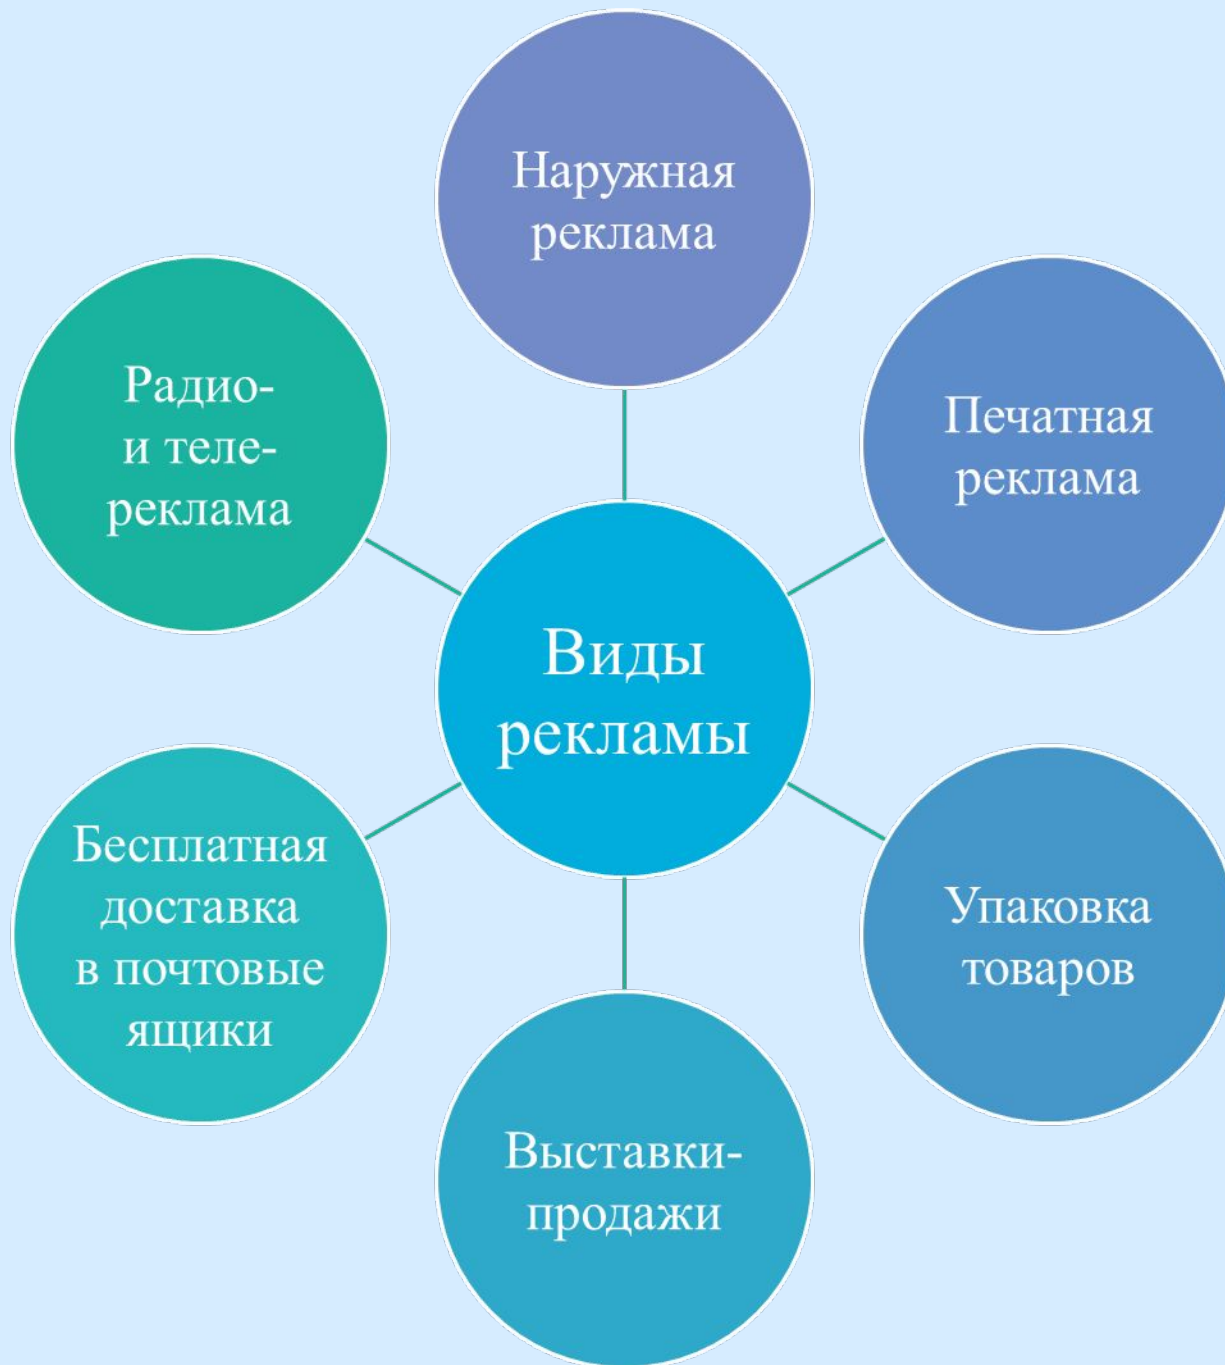 Наружная
реклама
Печатная
реклама
Упаковка
товаров
Выставки-
продажи
Бесплатная
доставка
в почтовые
ящики
Радио-
и теле-
реклама
Виды
рекламы